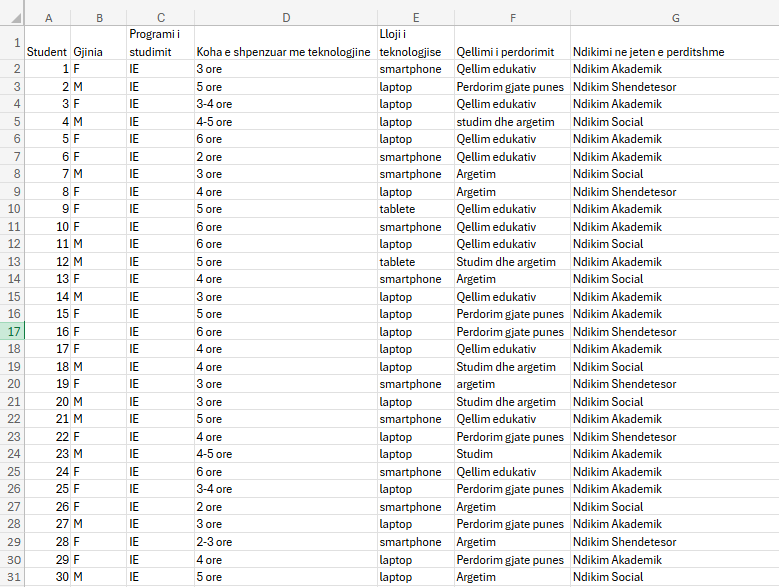 A B C D E F G
1 Student Gjinia Programi i studimit Koha e shpenzuar me teknologjine Lloji i teknologjise Qellimi i perdorimit Ndikimi ne jeten e perditshme
2 1 F IE 3 ore smartphone Qellim edukativ Ndikim Akademik
3 2 M IE 5 ore laptop Perdorim gjate punes Ndikim Shendetesor
4 3 F IE 3-4 ore laptop Qellim edukativ Ndikim Akademik
5 4 M IE 4-5 ore laptop studim dhe argetim Ndikim Social
6 5 F IE 6 ore laptop Qellim edukativ Ndikim Akademik
7 6 F IE 2 ore smartphone Qellim edukativ Ndikim Akademik
8 7 M IE 3 ore smartphone Argetim Ndikim Social
9 8 F IE 4 ore laptop Argetim Ndikim Shendetesor
10 9 F IE 5 ore tablete Qellim edukativ Ndikim Akademik
11 10 F IE 6 ore smartphone Qellim edukativ Ndikim Akademik
12 11 M IE 6 ore laptop Qellim edukativ Ndikim Social
13 12 M IE 5 ore tablete Studim dhe argetim Ndikim Akademik
14 13 F IE 4 ore smartphone Argetim Ndikim Social
15 14 M IE 3 ore laptop Qellim edukativ Ndikim Akademik
16 15 F IE 5 ore laptop Perdorim gjate punes Ndikim Akademik
17 16 F IE 6 ore laptop Perdorim gjate punes Ndikim Shendetesor
18 17 F IE 4 ore laptop Qellim edukativ Ndikim Akademik
19 18 M IE 4 ore laptop Studim dhe argetim Ndikim Social
20 19 F IE 3 ore smartphone argetim Ndikim Shendetesor
21 20 M IE 3 ore laptop Studim dhe argetim Ndikim Social
22 21 M IE 5 ore smartphone Qellim edukativ Ndikim Akademik
23 22 F IE 4 ore laptop Perdorim gjate punes Ndikim Shendetesor
24 23 M IE 4-5 ore laptop Studim Ndikim Akademik
25 24 F IE 6 ore smartphone Qellim edukativ Ndikim Akademik
26 25 F IE 3-4 ore laptop Perdorim gjate punes Ndikim Akademik
27 26 F IE 2 ore smartphone Argetim Ndikim Social
28 27 M IE 3 ore laptop Perdorim gjate punes Ndikim Akademik
29 28 F IE 2-3 ore smartphone Argetim Ndikim Shendetesor
30 29 F IE 4 ore laptop Perdorim gjate punes Ndikim Akademik
31 30 M IE 5 ore laptop Argetim Ndikim Social